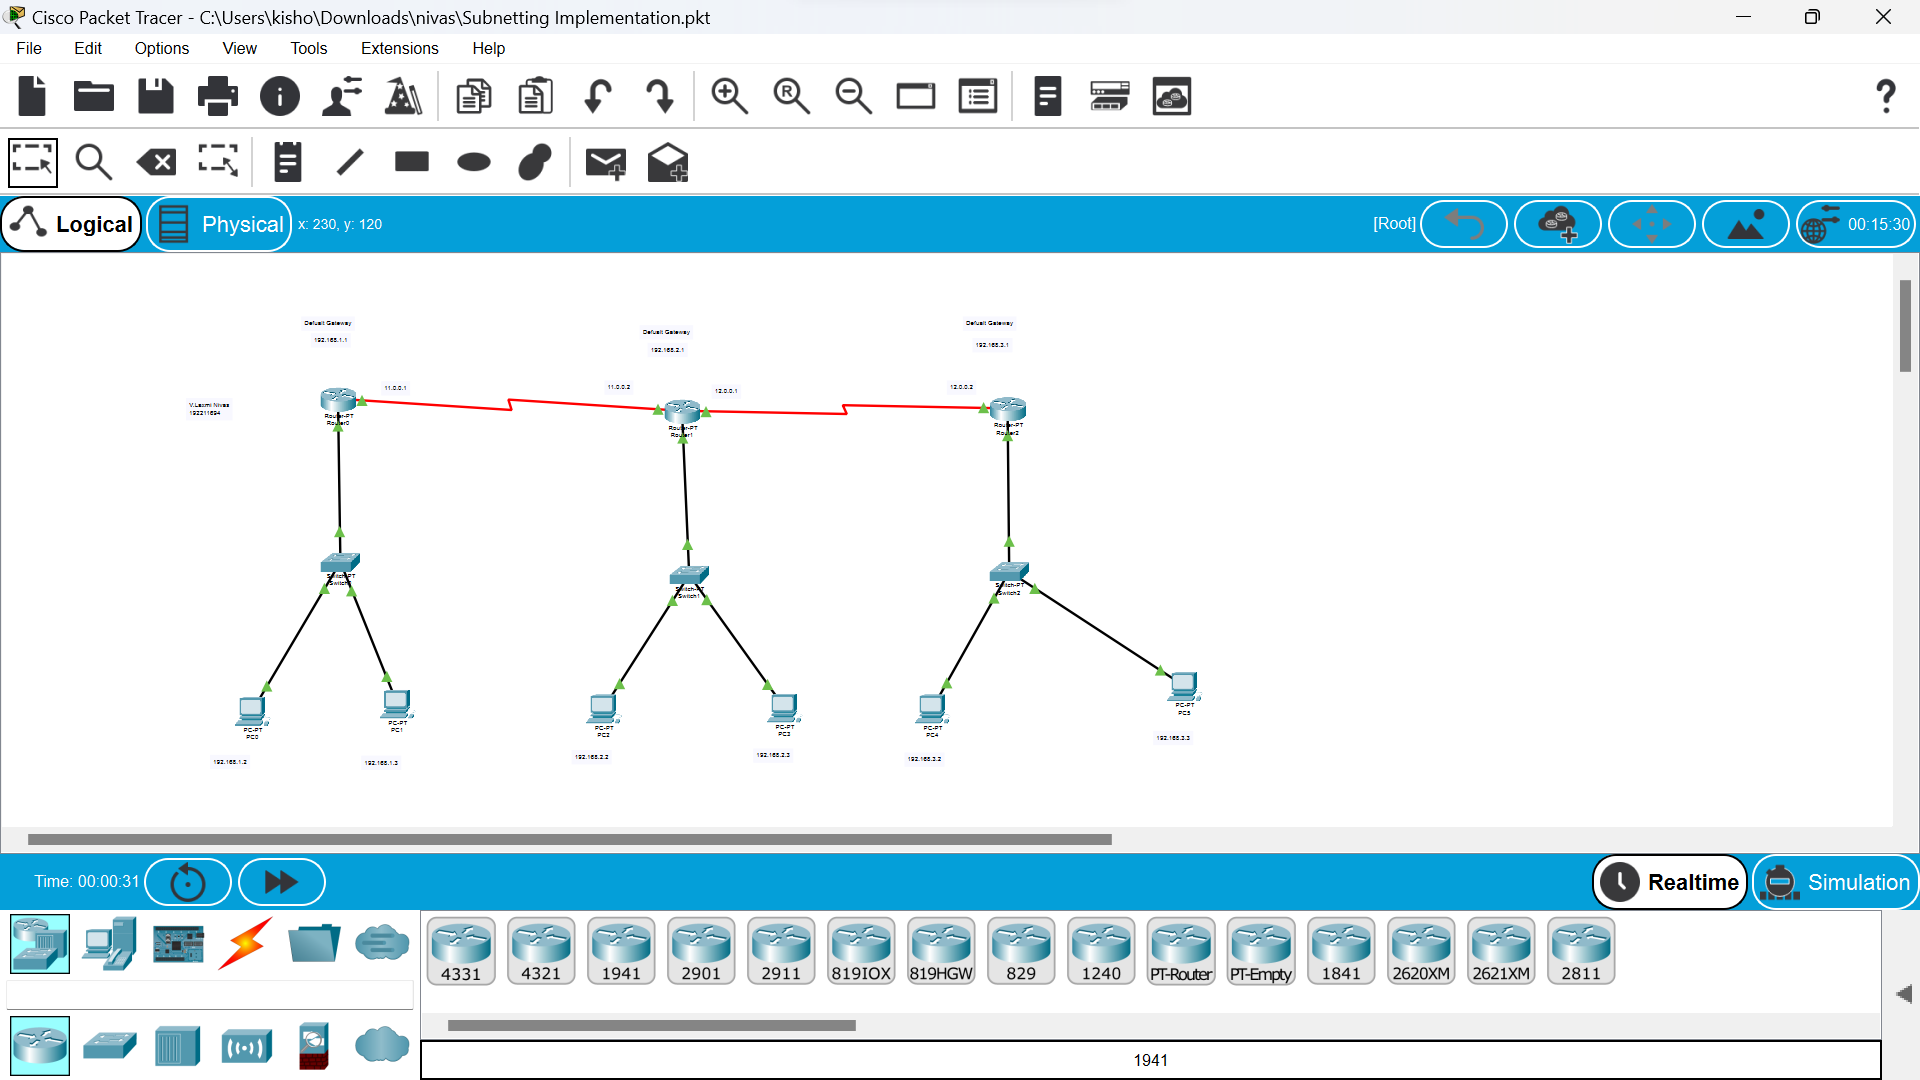 Cisco Packet Tracer - C:\Users\kisho\Downloads\nivas\Subnetting Implementation.pkt
File Edit Options View Tools Extensions Help
Logical Physical x: 230, y: 120 [Root] 00:15:30
Defualt Gateway
192.168.1.1
Defualt Gateway
192.168.2.1
Defualt Gateway
192.168.3.1
V.Laxmi Nivas
192211694
11.0.0.1
11.0.0.2
12.0.0.1
12.0.0.2
Router-PT
Router0
Router-PT
Router1
Router-PT
Router2
Switch-PT
Switch-PT
Switch1
Switch-PT
Switch2
PC-PT
PC0
PC-PT
PC1
PC-PT
PC2
PC-PT
PC3
PC-PT
PC4
PC-PT
PC5
192.168.1.2
192.168.1.3
192.168.2.2
192.168.2.3
192.168.3.2
192.168.3.3
Time: 00:00:31 Realtime Simulation
4331 4321 1941 2901 2911 819IOX 819HGW 829 1240 PT-Router PT-Empty 1841 2620XM 2621XM 2811
1941